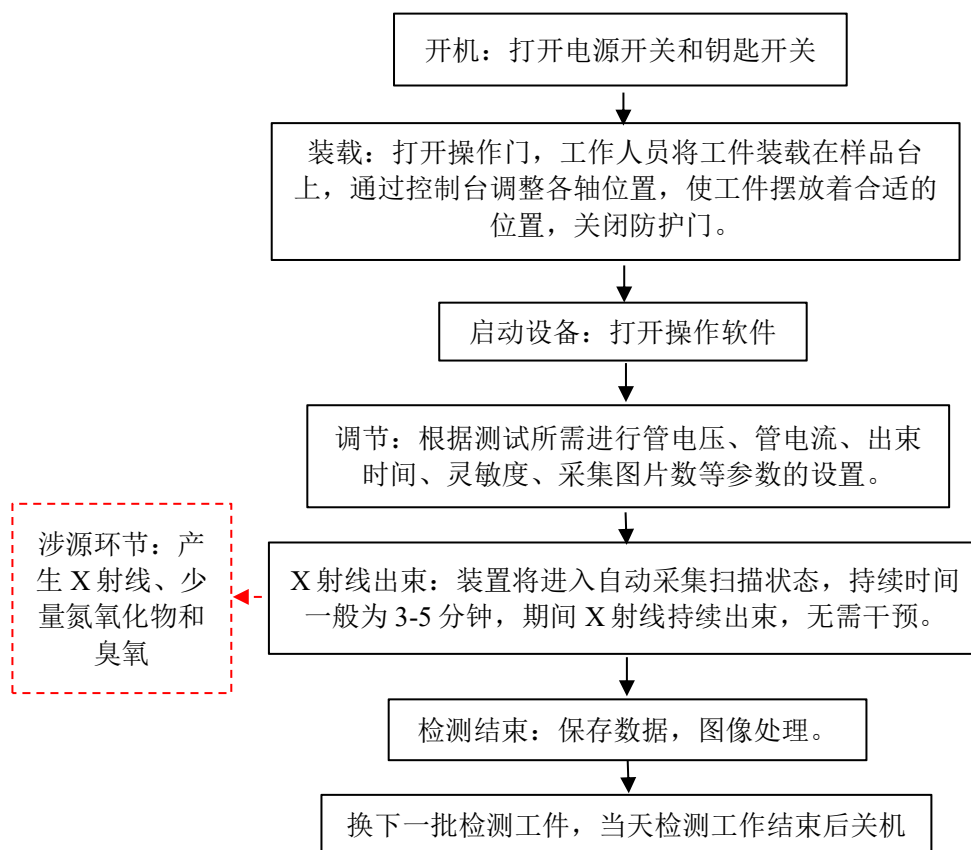 开机：打开电源开关和钥匙开关
装载：打开操作门，工作人员将工件装载在样品台
上，通过控制台调整各轴位置，使工件摆放着合适的
位置，关闭防护门。
启动设备：打开操作软件
调节：根据测试所需进行管电压、管电流、出束
时间、灵敏度、采集图片数等参数的设置。
涉源环节：产
生 X 射线、少
量氮氧化物和
臭氧
X 射线出束：装置将进入自动采集扫描状态，持续时间
一般为 3-5 分钟，期间 X 射线持续出束，无需干预。
检测结束：保存数据，图像处理。
换下一批检测工件，当天检测工作结束后关机